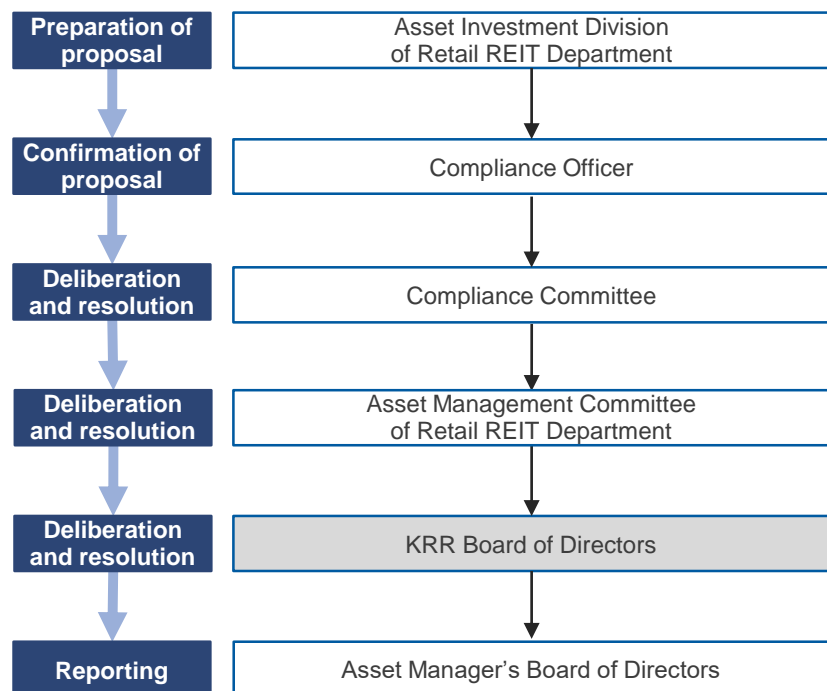 Preparation of
proposal
Asset Investment Division
of Retail REIT Department
Confirmation of
proposal
Compliance Officer
Deliberation
and resolution
Compliance Committee
Deliberation
and resolution
Asset Management Committee
of Retail REIT Department
Deliberation
and resolution
KRR Board of Directors
Reporting
Asset Manager’s Board of Directors